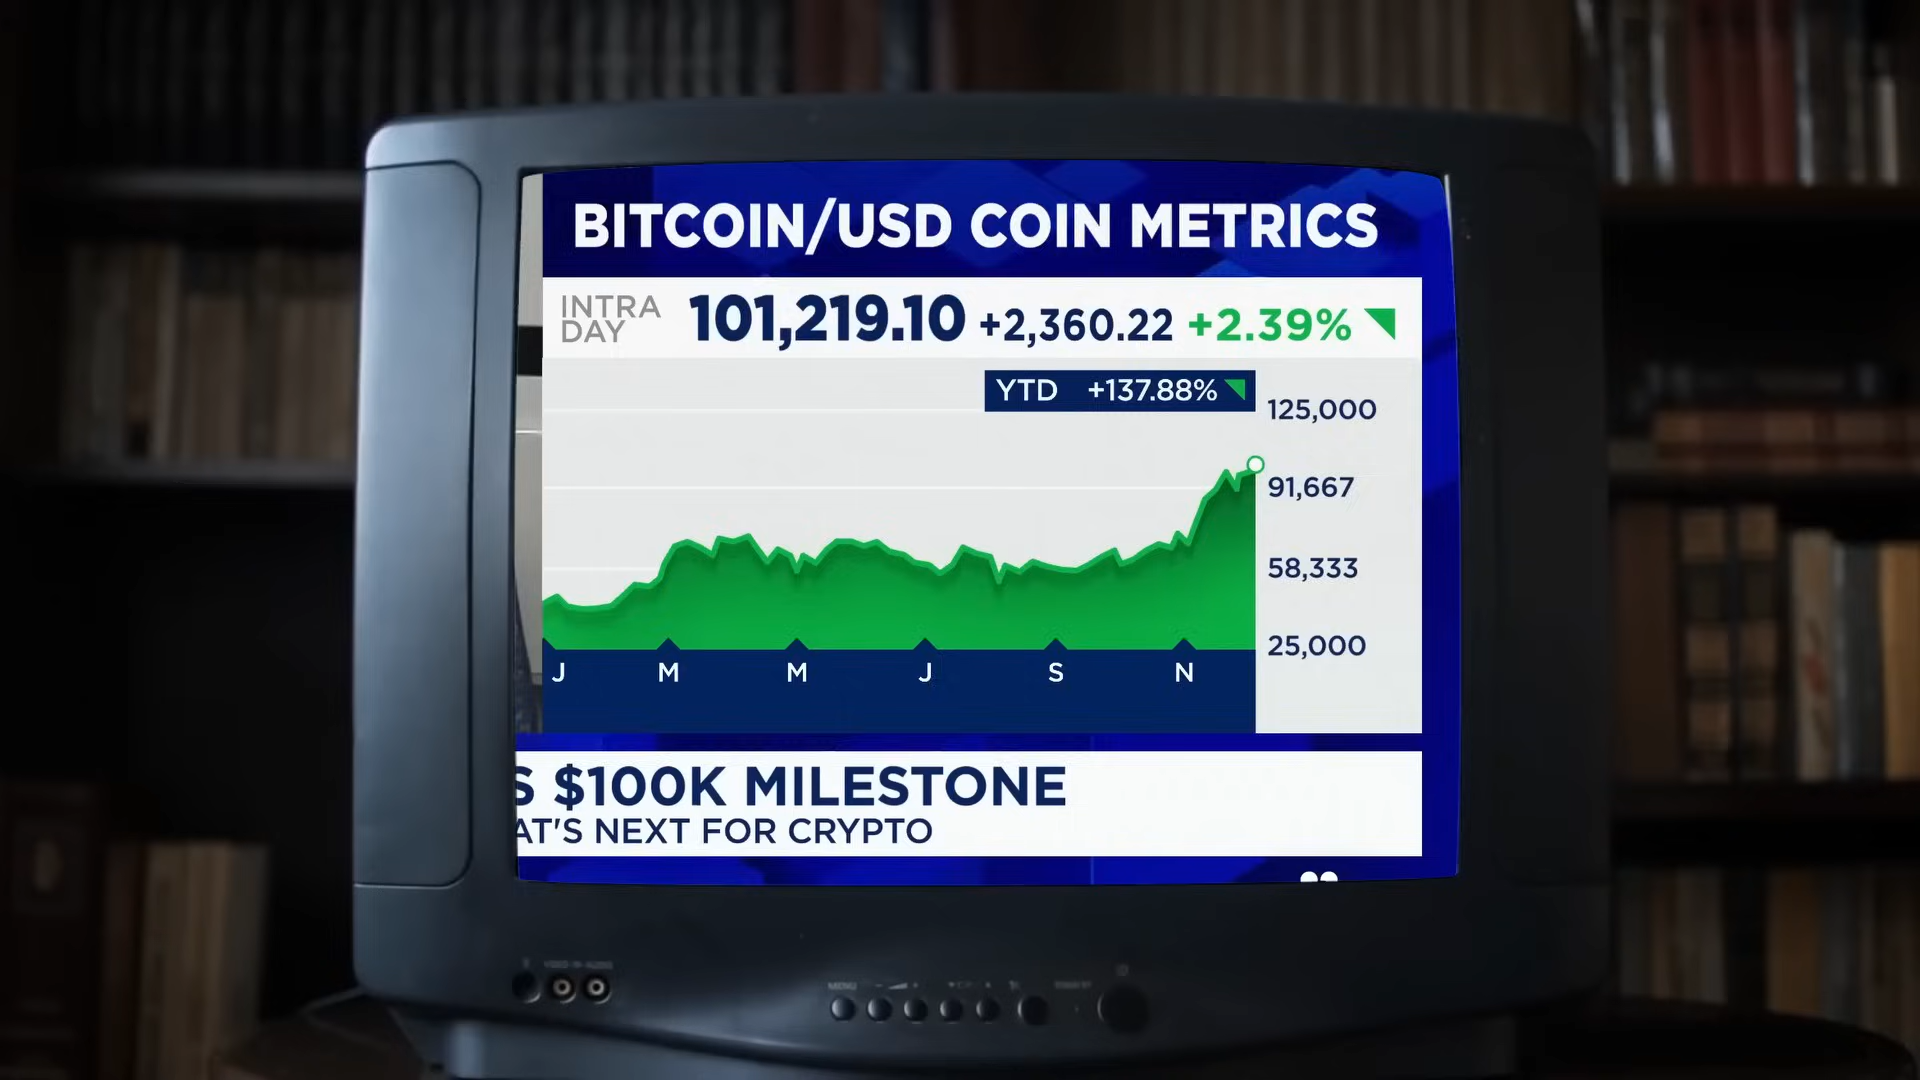 BITCOIN/USD COIN METRICS
INTRA DAY 101,219.10 +2,360.22 +2.39%
YTD +137.88%
125,000
91,667
58,333
25,000
J M M J S N
S $100K MILESTONE
AT'S NEXT FOR CRYPTO
MENU